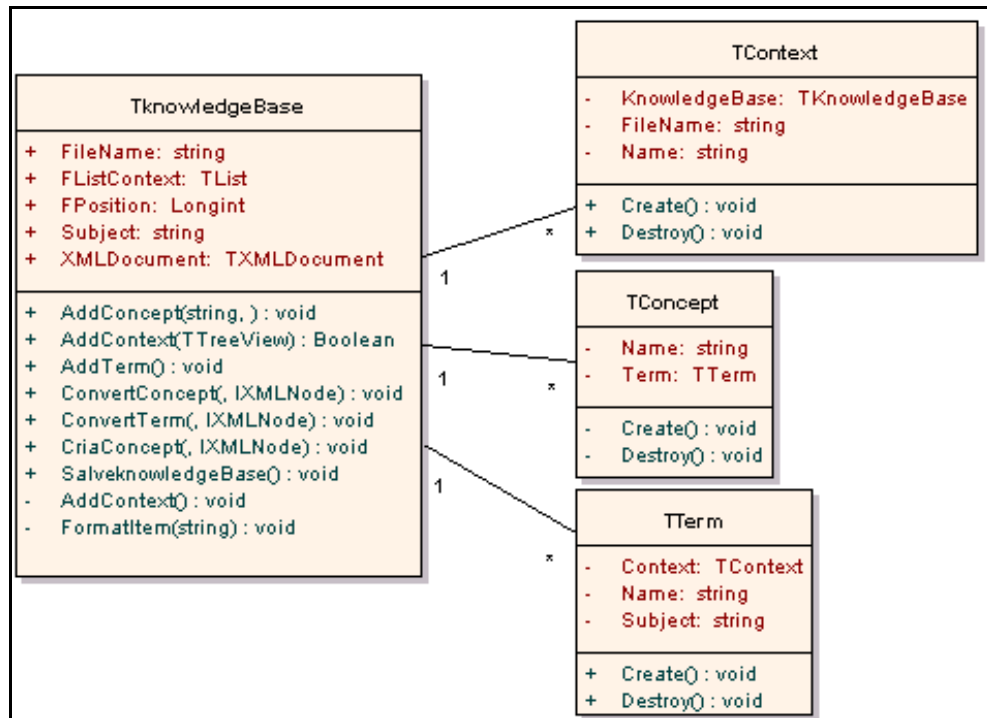 TknowledgeBase
+ FileName: string
+ FListContext: TList
+ FPosition: Longint
+ Subject: string
+ XMLDocument: TXMLDocument
+ AddConcept(string, ) : void
+ AddContext(TTreeView) : Boolean
+ AddTerm() : void
+ ConvertConcept(, IXMLNode) : void
+ ConvertTerm(, IXMLNode) : void
+ CriaConcept(, IXMLNode) : void
+ SalveknowledgeBase() : void
- AddContext() : void
- FormatItem(string) : void
TContext
- KnowledgeBase: TKnowledgeBase
- FileName: string
- Name: string
+ Create() : void
+ Destroy() : void
1
*
TConcept
- Name: string
- Term: TTerm
- Create() : void
- Destroy() : void
1
*
TTerm
- Context: TContext
- Name: string
- Subject: string
+ Create() : void
+ Destroy() : void
1
*